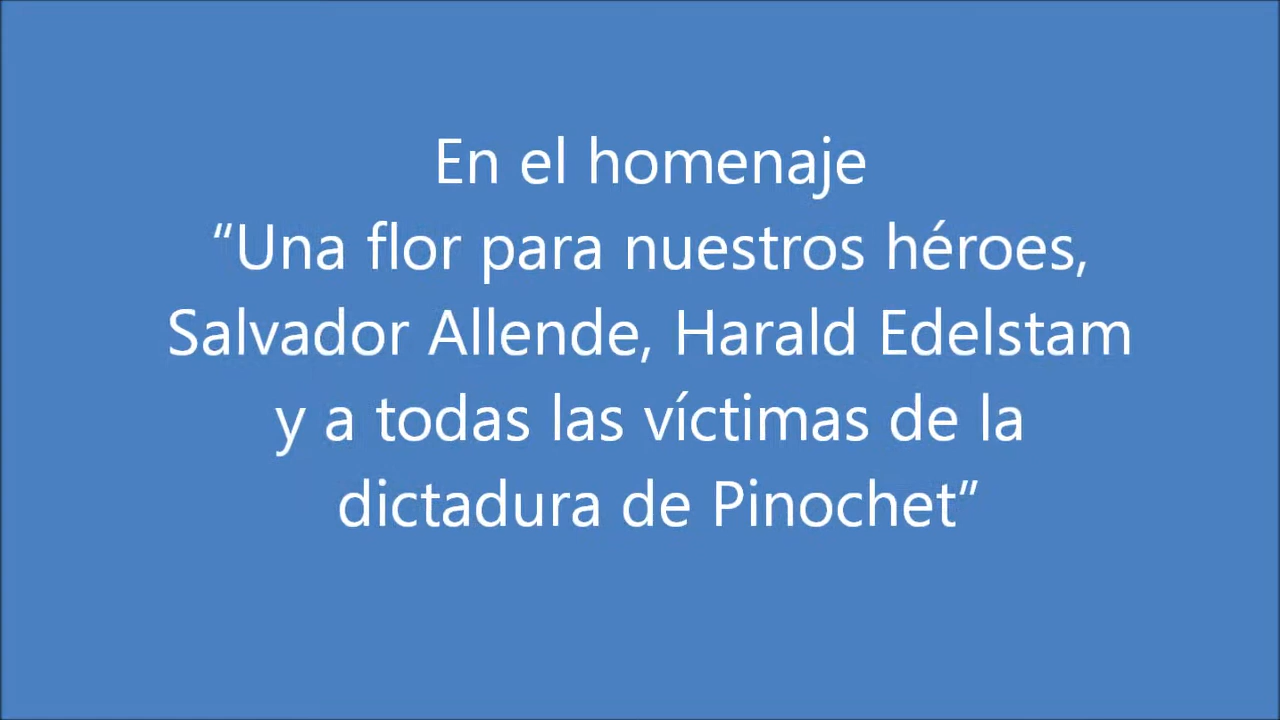 En el homenaje
“Una flor para nuestros héroes,
Salvador Allende, Harald Edelstam
y a todas las víctimas de la
dictadura de Pinochet”